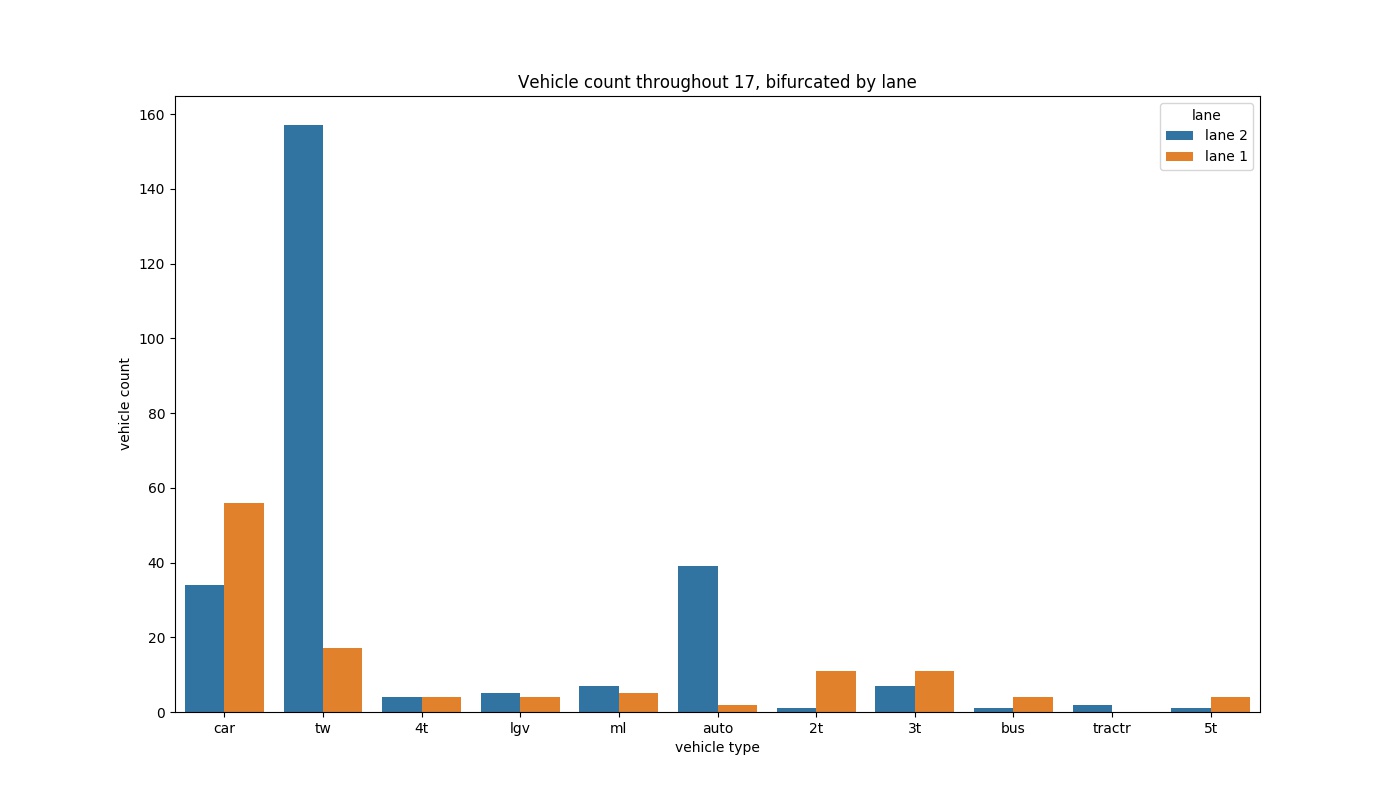 Vehicle count throughout 17, bifurcated by lane
lane
lane 2
lane 1
160
140
120
100
80
60
40
20
0
vehicle count
car tw 4t lgv ml auto 2t 3t bus tractr 5t
vehicle type